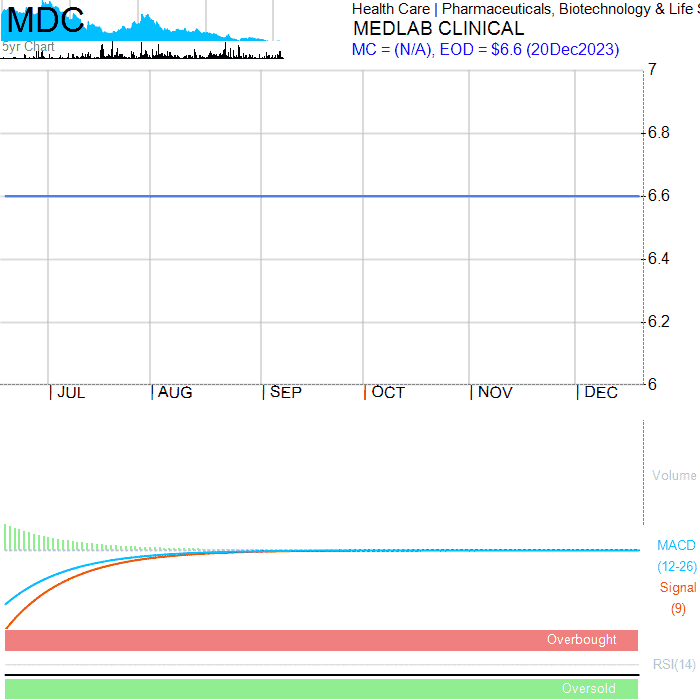 MDC
5yr Chart
Health Care | Pharmaceuticals, Biotechnology & Life S
MEDLAB CLINICAL
MC = (N/A), EOD = $6.6 (20Dec2023)
7
6.8
6.6
6.4
6.2
6
JUL AUG SEP OCT NOV DEC
Volume
MACD
(12-26)
Signal
(9)
Overbought
RSI(14)
Oversold